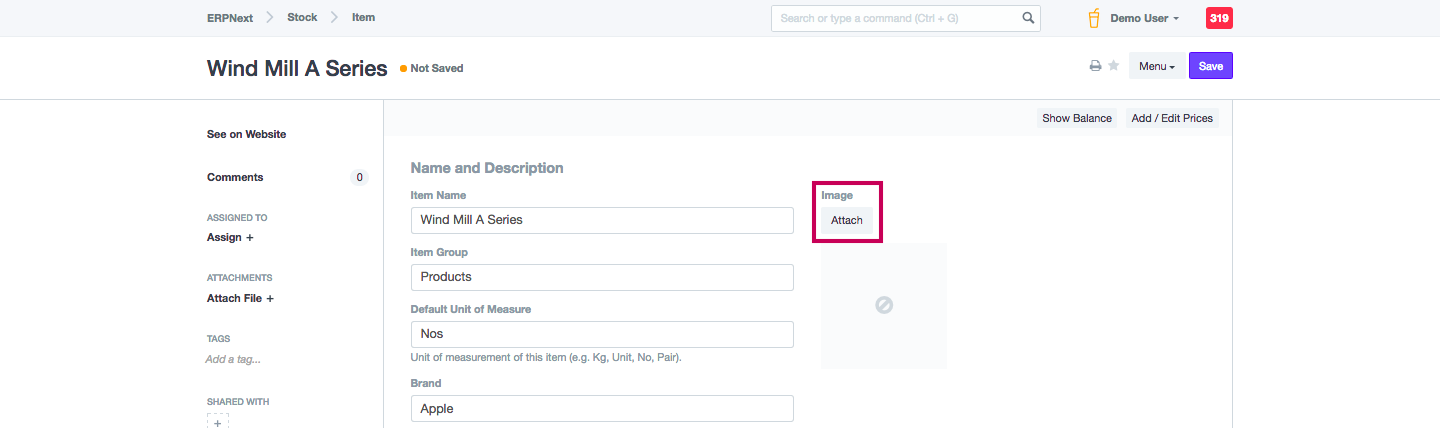 ERPNext Stock Item
Search or type a command (Ctrl + G)
Demo User
319
Wind Mill A Series
Not Saved
Menu
Save
See on Website
Comments 0
ASSIGNED TO
Assign +
ATTACHMENTS
Attach File +
TAGS
Add a tag...
SHARED WITH
+
Show Balance
Add / Edit Prices
Name and Description
Item Name
Wind Mill A Series
Item Group
Products
Default Unit of Measure
Nos
Unit of measurement of this item (e.g. Kg, Unit, No, Pair).
Brand
Apple
Image
Attach